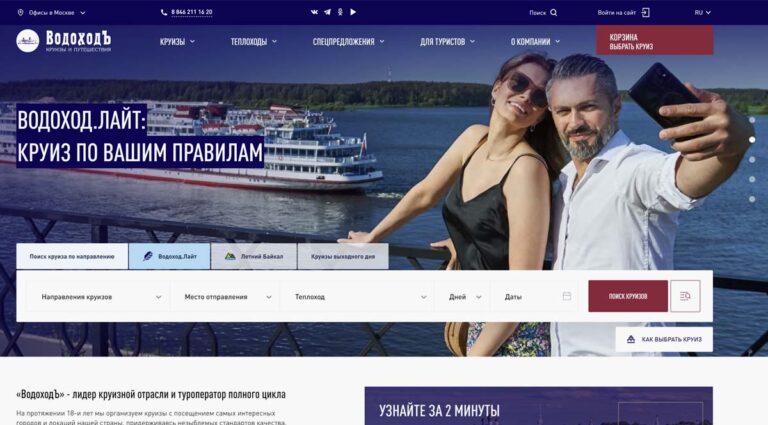 Офисы в Москве
8 846 211 16 20
Поиск
Войти на сайт
RU
ВодоходЪ
КРУИЗЫ И ПУТЕШЕСТВИЯ
КРУИЗЫ
ТЕПЛОХОДЫ
СПЕЦПРЕДЛОЖЕНИЯ
ДЛЯ ТУРИСТОВ
О КОМПАНИИ
КОРЗИНА
ВЫБРАТЬ КРУИЗ
ВОДОХОД.ЛАЙТ:
КРУИЗ ПО ВАШИМ ПРАВИЛАМ
Поиск круиза по направлению
Водоход.Лайт
Летний Байкал
Круизы выходного дня
Направления круизов
Место отправления
Теплоход
Дней
Даты
ПОИСК КРУИЗОВ
КАК ВЫБРАТЬ КРУИЗ
«ВодоходЪ» - лидер круизной отрасли и туроператор полного цикла
На протяжении 18-и лет мы организуем круизы с посещением самых интересных
городов и локаций нашей страны, придерживаясь незыблемых стандартов качества.
УЗНАЙТЕ ЗА 2 МИНУТЫ